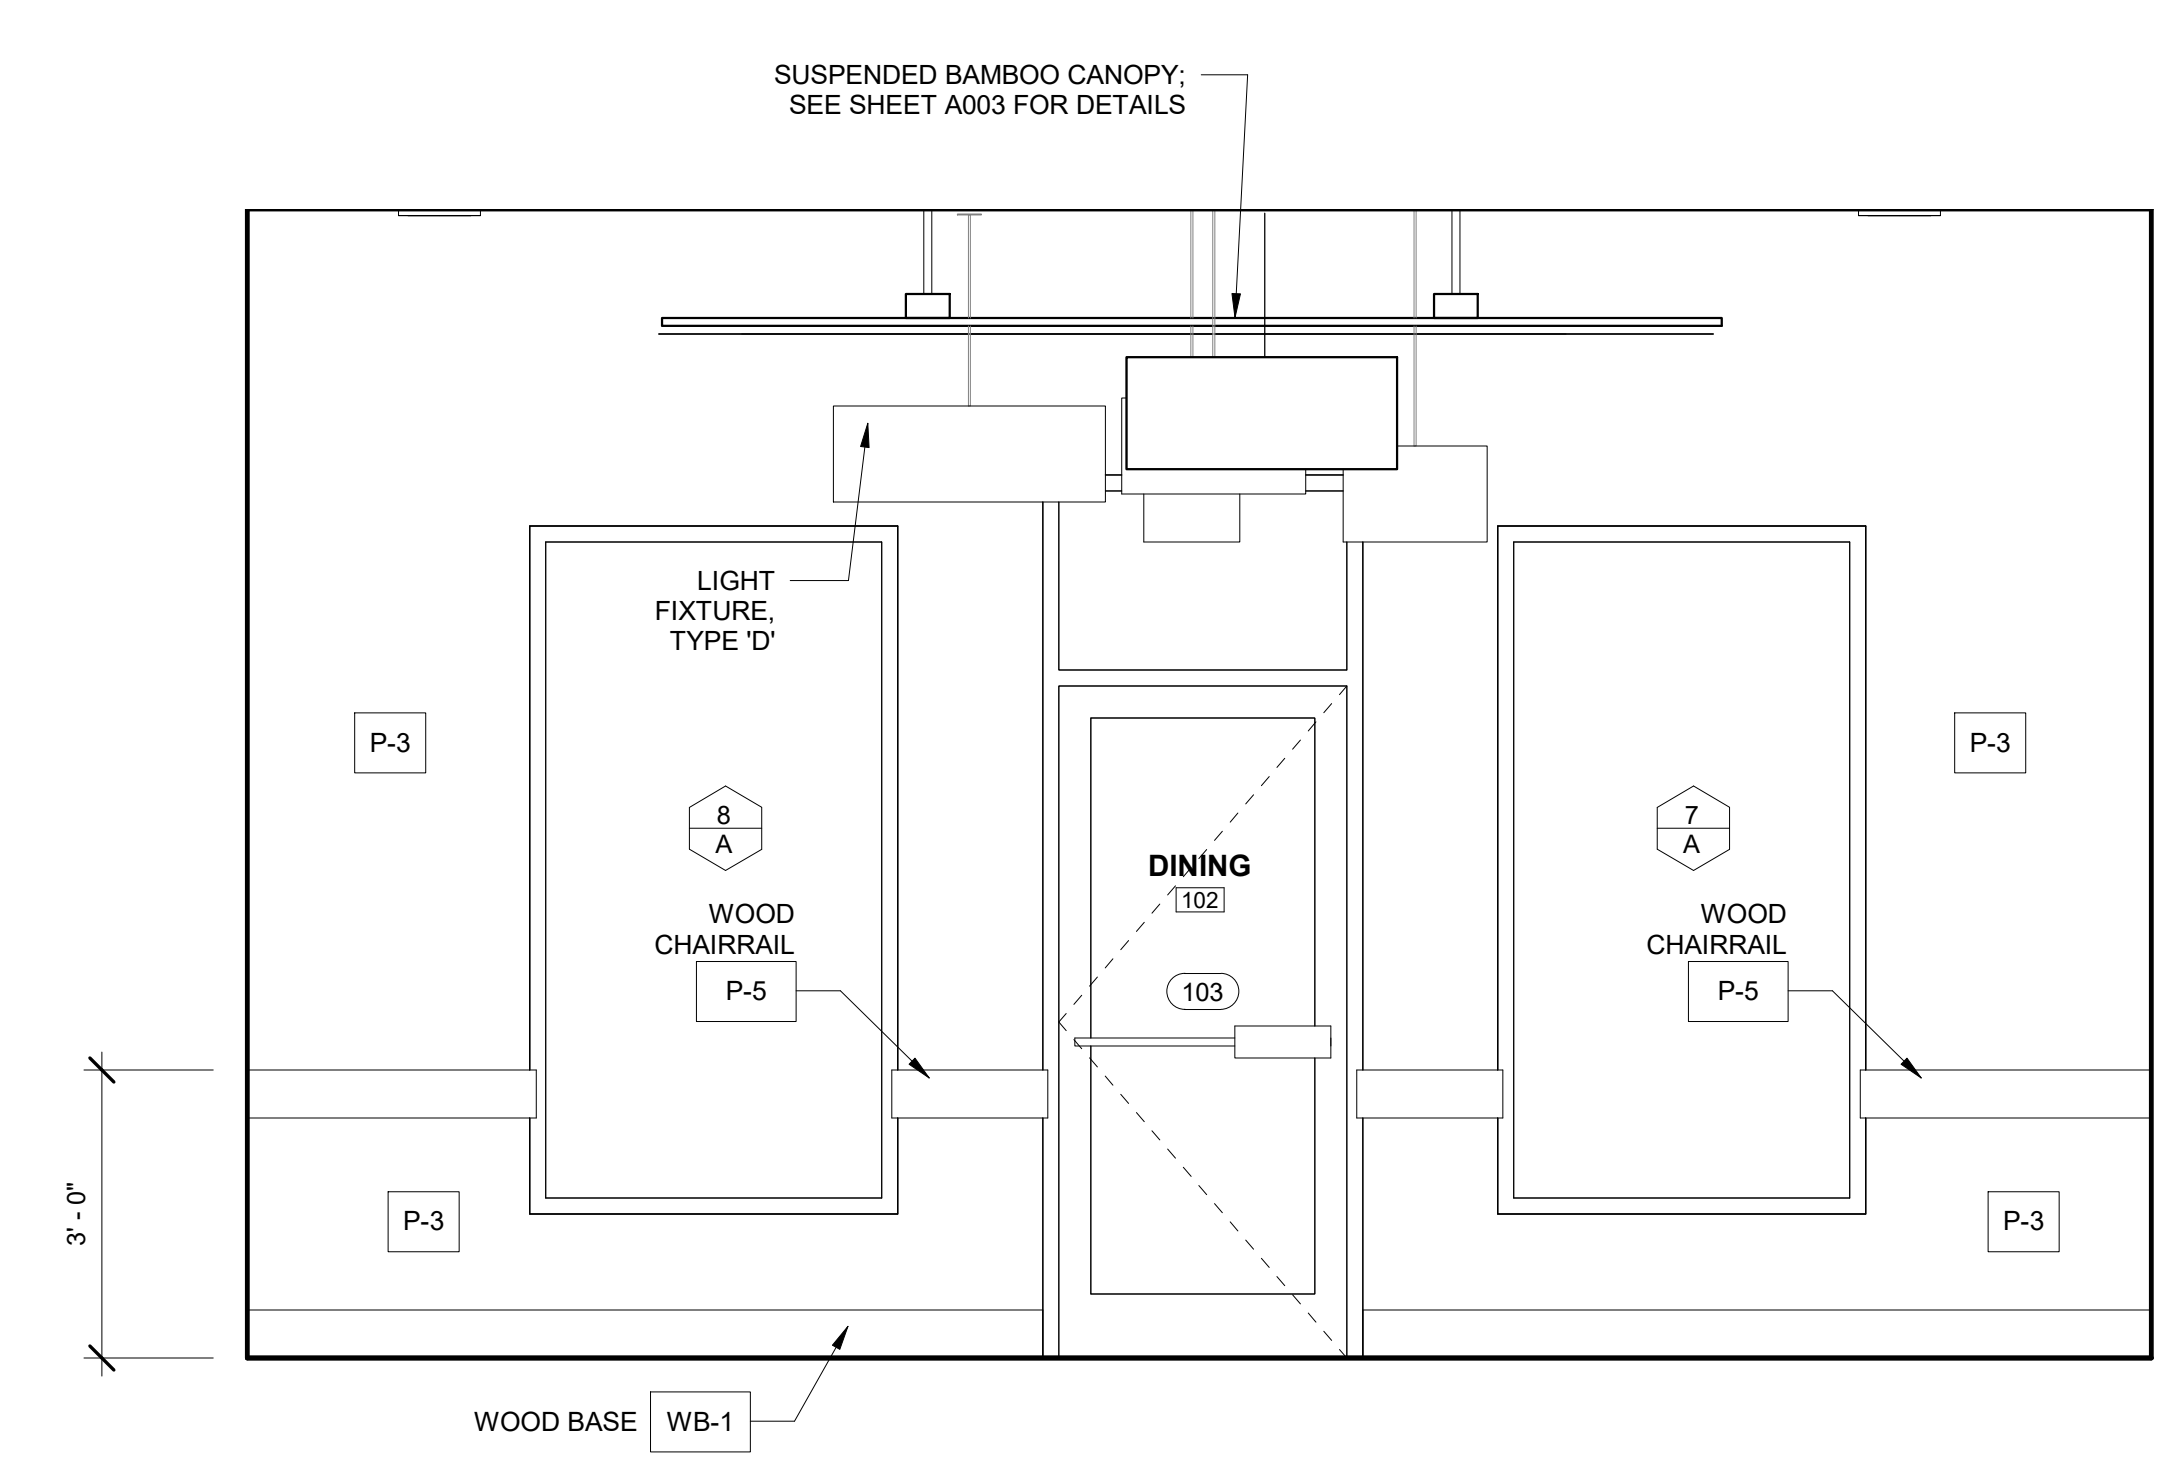 SUSPENDED BAMBOO CANOPY;
SEE SHEET A003 FOR DETAILS
LIGHT
FIXTURE,
TYPE 'D'
P-3
P-3
8
A
7
A
DINING
102
WOOD
CHAIRRAIL
P-5
WOOD
CHAIRRAIL
P-5
103
3' - 0"
P-3
P-3
WOOD BASE WB-1